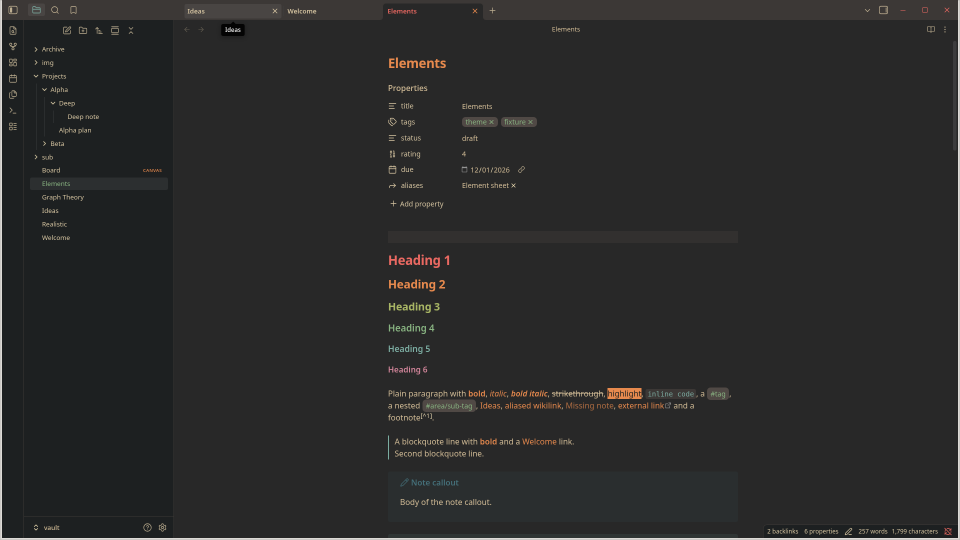 Ideas
Welcome
Elements
Ideas
Elements
Archive
img
Projects
Alpha
Deep
Deep note
Alpha plan
Beta
sub
Board CANVAS
Elements
Graph Theory
Ideas
Realistic
Welcome
vault
Elements
Properties
title Elements
tags theme fixture
status draft
rating 4
due 12/01/2026
aliases Element sheet
Add property
Heading 1
Heading 2
Heading 3
Heading 4
Heading 5
Heading 6
Plain paragraph with bold, italic, bold italic, strikethrough, highlight, inline code, a #tag,
a nested #area/sub-tag, Ideas, aliased wikilink, Missing note, external link and a
footnote[^1].
A blockquote line with bold and a Welcome link.
Second blockquote line.
Note callout
Body of the note callout.
2 backlinks 6 properties 257 words 1,799 characters